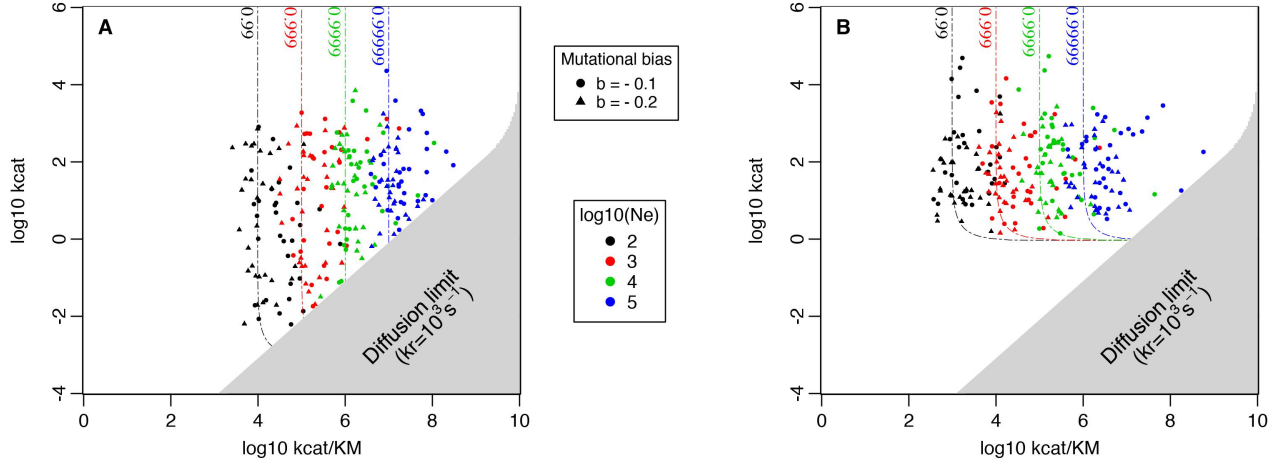 A
0.99
0.999
0.9999
0.99999
6
4
2
0
-2
-4
log10 kcat
0
2
4
6
8
10
log10 kcat/KM
Diffusion limit
(kr=10³s⁻¹)
Mutational bias
b = - 0.1
b = - 0.2
log10(Ne)
2
3
4
5
B
0.99
0.999
0.9999
0.99999
6
4
2
0
-2
-4
log10 kcat
0
2
4
6
8
10
log10 kcat/KM
Diffusion limit
(kr=10³s⁻¹)